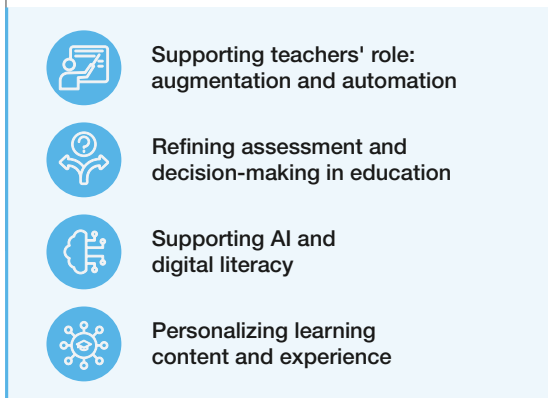 Supporting teachers' role:
augmentation and automation
Refining assessment and
decision-making in education
Supporting AI and
digital literacy
Personalizing learning
content and experience